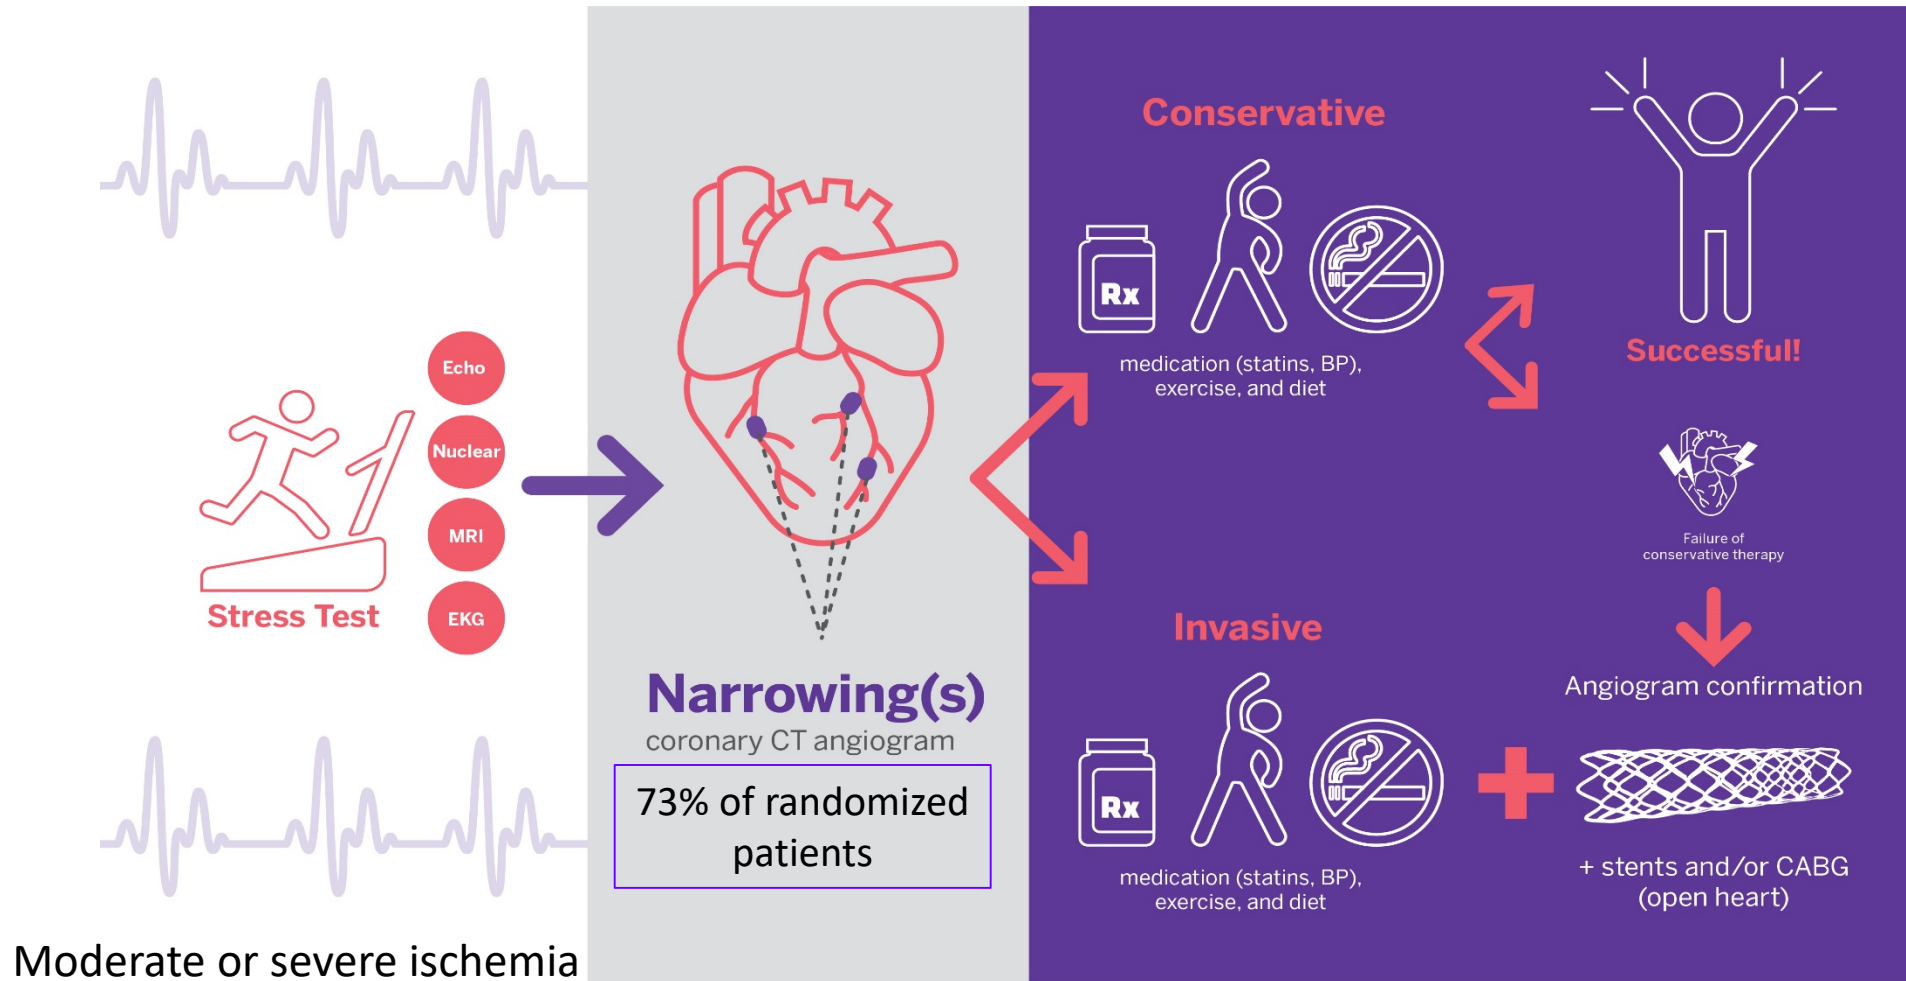 Echo
Nuclear
MRI
EKG
Stress Test
Moderate or severe ischemia
Narrowing(s)
coronary CT angiogram
73% of randomized
patients
Conservative
Rx
medication (statins, BP),
exercise, and diet
Successful!
Failure of
conservative therapy
Angiogram confirmation
Invasive
Rx
medication (statins, BP),
exercise, and diet
+ stents and/or CABG
(open heart)